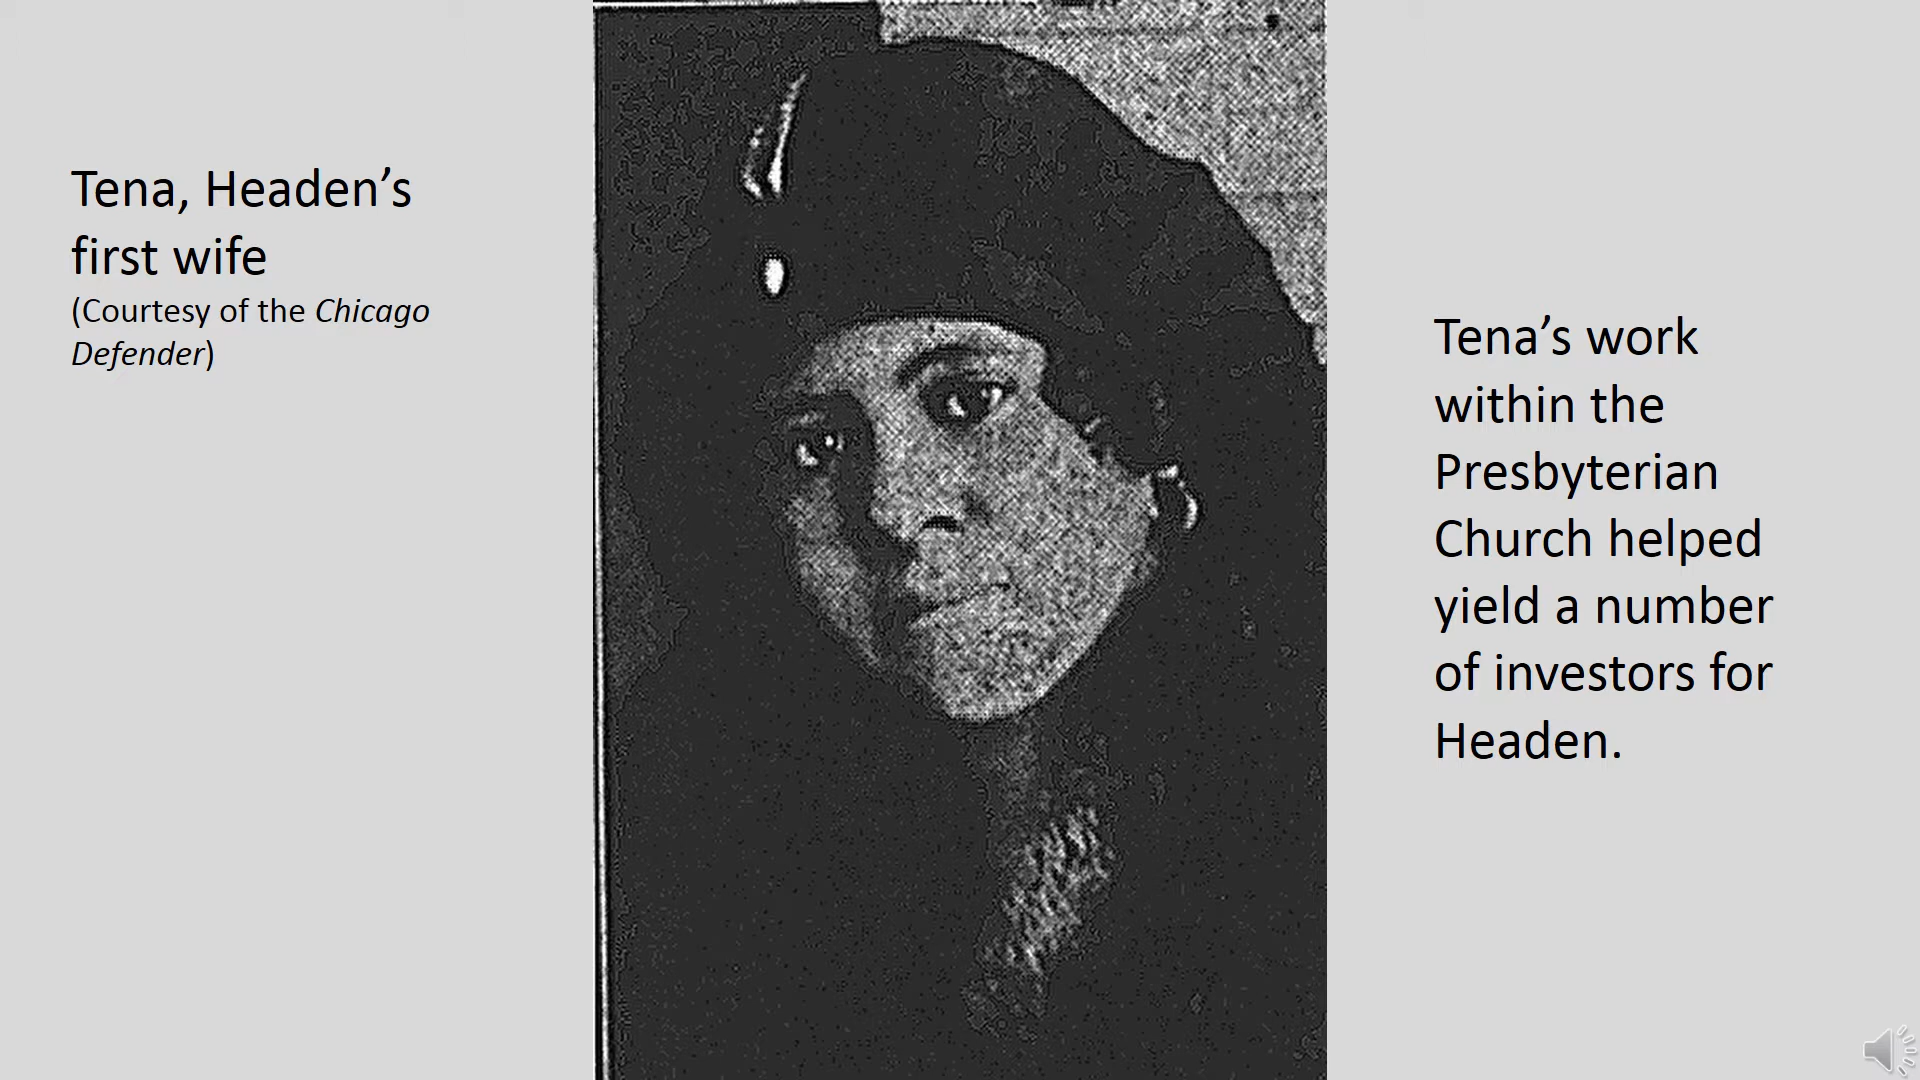 Tena, Headen’s
first wife
(Courtesy of the Chicago
Defender)
Tena’s work
within the
Presbyterian
Church helped
yield a number
of investors for
Headen.